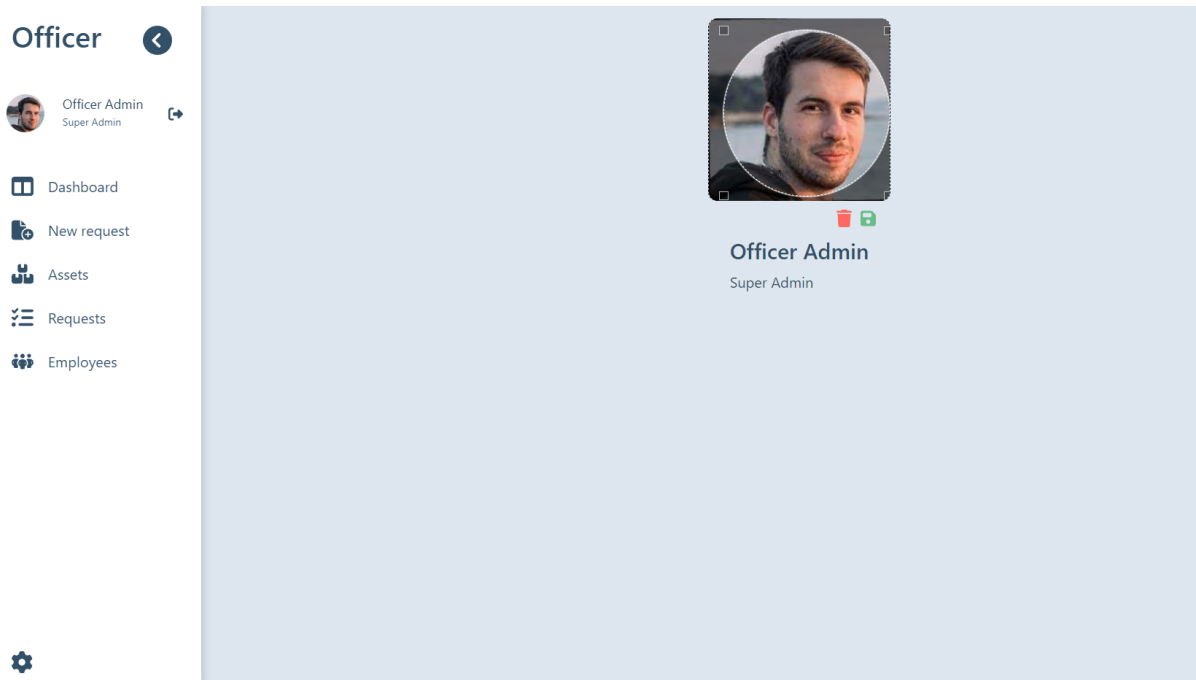 Officer
Officer Admin
Super Admin
Dashboard
New request
Assets
Requests
Employees
Officer Admin
Super Admin